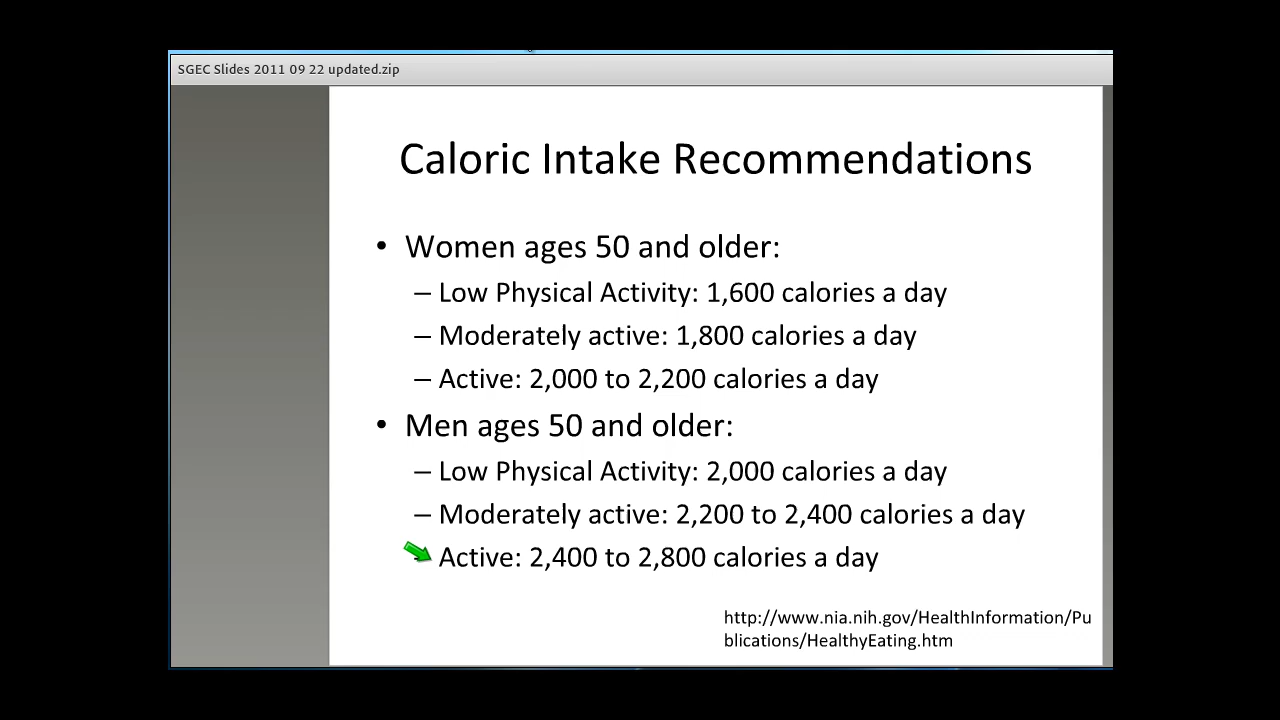 SGEC Slides 2011 09 22 updated.zip
Caloric Intake Recommendations
• Women ages 50 and older:
– Low Physical Activity: 1,600 calories a day
– Moderately active: 1,800 calories a day
– Active: 2,000 to 2,200 calories a day
• Men ages 50 and older:
– Low Physical Activity: 2,000 calories a day
– Moderately active: 2,200 to 2,400 calories a day
Active: 2,400 to 2,800 calories a day
http://www.nia.nih.gov/HealthInformation/Pu
blications/HealthyEating.htm